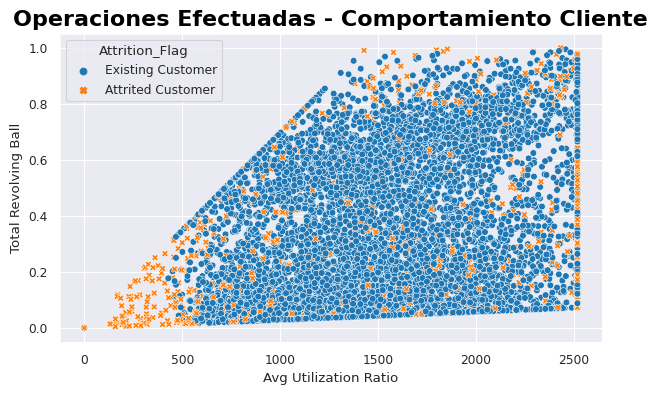 Operaciones Efectuadas - Comportamiento Cliente
Attrition_Flag
Existing Customer
Attrited Customer
Total Revolving Ball
1.0
0.8
0.6
0.4
0.2
0.0
0
500
1000
1500
2000
2500
Avg Utilization Ratio